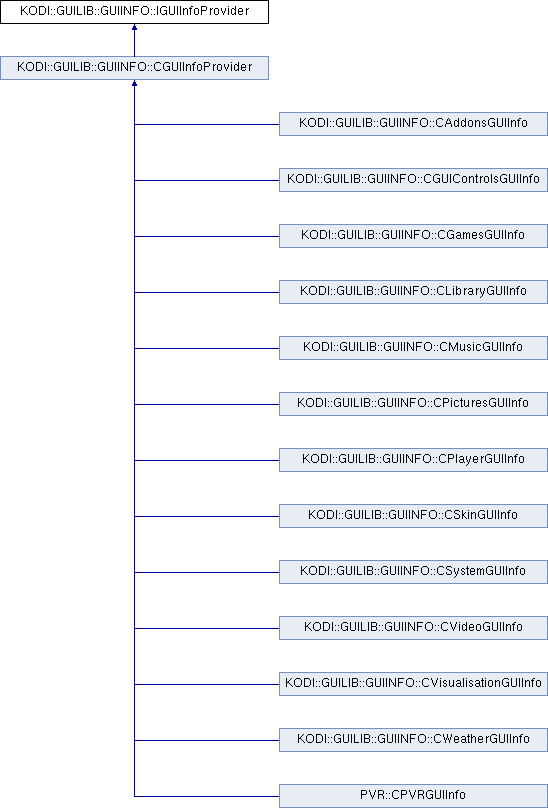 KODI::GUILIB::GUIINFO::IGUIInfoProvider
KODI::GUILIB::GUIINFO::CGUIInfoProvider
KODI::GUILIB::GUIINFO::CAddonsGUIInfo
KODI::GUILIB::GUIINFO::CGUIControlsGUIInfo
KODI::GUILIB::GUIINFO::CGamesGUIInfo
KODI::GUILIB::GUIINFO::CLibraryGUIInfo
KODI::GUILIB::GUIINFO::CMusicGUIInfo
KODI::GUILIB::GUIINFO::CPicturesGUIInfo
KODI::GUILIB::GUIINFO::CPlayerGUIInfo
KODI::GUILIB::GUIINFO::CSkinGUIInfo
KODI::GUILIB::GUIINFO::CSystemGUIInfo
KODI::GUILIB::GUIINFO::CVideoGUIInfo
KODI::GUILIB::GUIINFO::CVisualisationGUIInfo
KODI::GUILIB::GUIINFO::CWeatherGUIInfo
PVR::CPVRGUIInfo